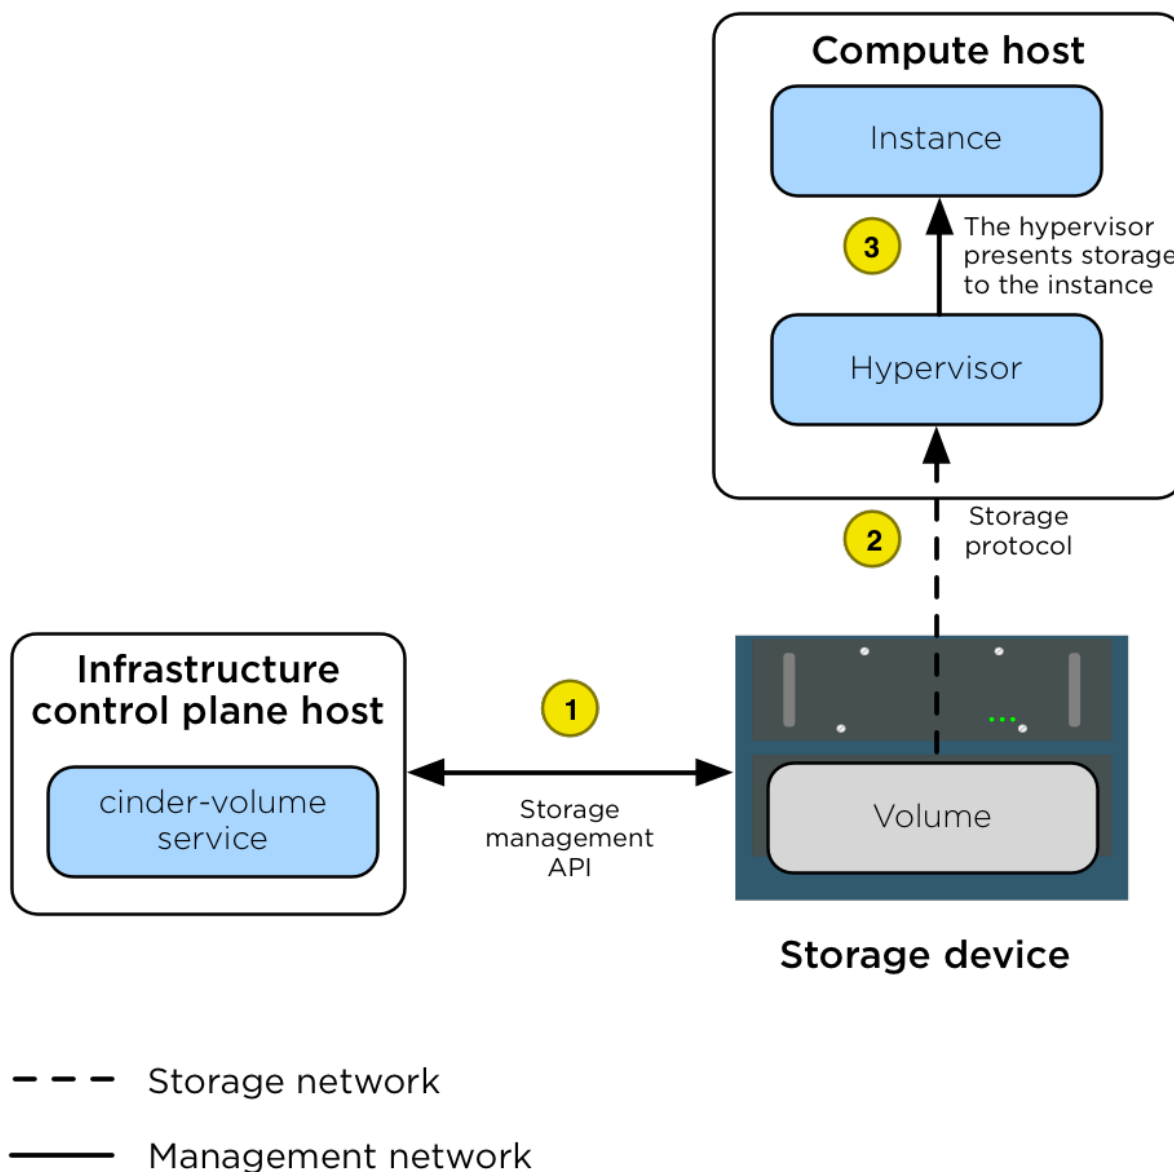 Compute host
Instance
3
The hypervisor
presents storage
to the instance
Hypervisor
2
Storage
protocol
Infrastructure
control plane host
1
cinder-volume
service
Storage
management
API
Volume
Storage device
Storage network
Management network